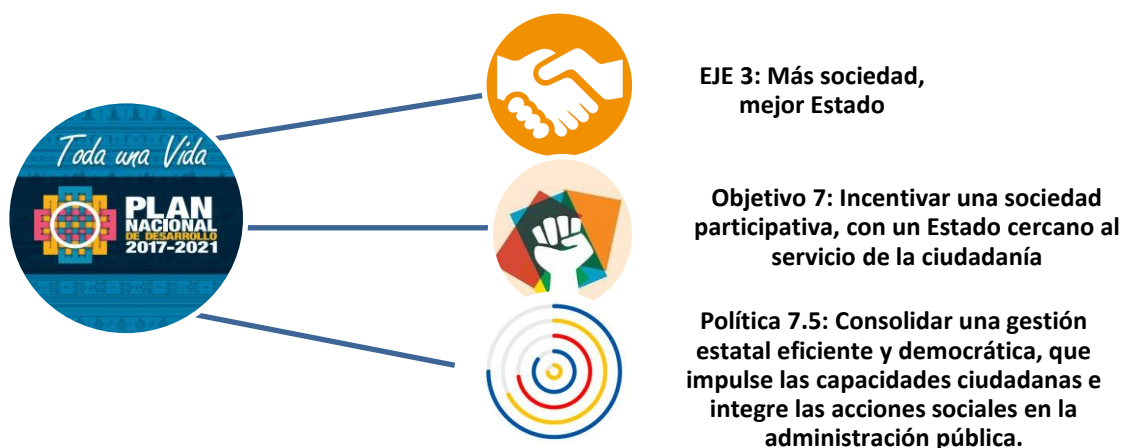 Toda una Vida
PLAN
NACIONAL
DE DESARROLLO
2017-2021
EJE 3: Más sociedad,
mejor Estado
Objetivo 7: Incentivar una sociedad
participativa, con un Estado cercano al
servicio de la ciudadanía
Política 7.5: Consolidar una gestión
estatal eficiente y democrática, que
impulse las capacidades ciudadanas e
integre las acciones sociales en la
administración pública.